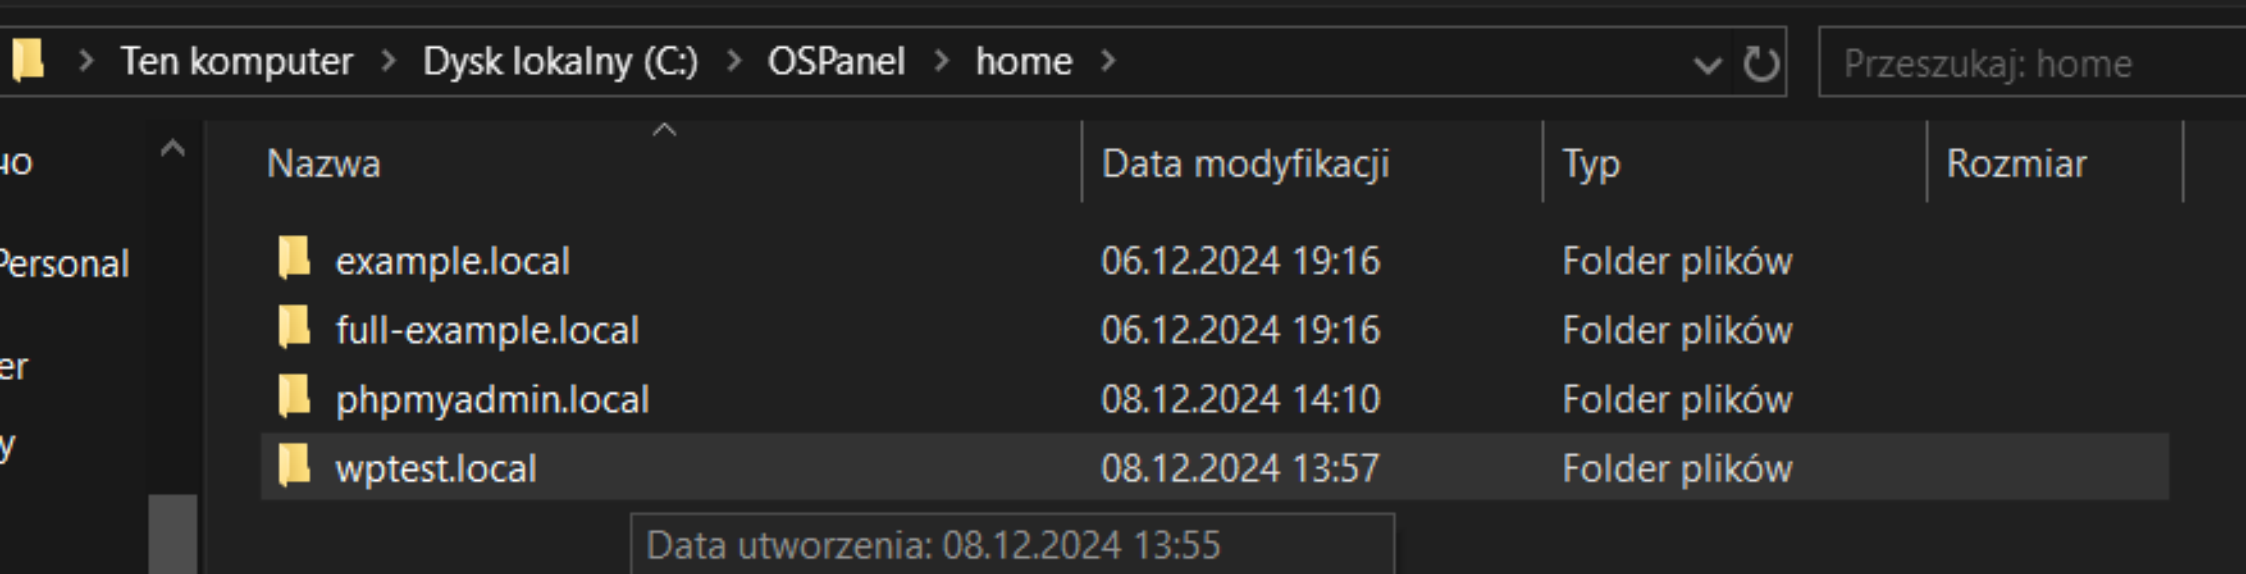 Ten komputer > Dysk lokalny (C:) > OSPanel > home >
Przeszukaj: home
Nazwa Data modyfikacji Typ Rozmiar
Personal
example.local 06.12.2024 19:16 Folder plików
full-example.local 06.12.2024 19:16 Folder plików
er
phpmyadmin.local 08.12.2024 14:10 Folder plików
y
wptest.local 08.12.2024 13:57 Folder plików
Data utworzenia: 08.12.2024 13:55